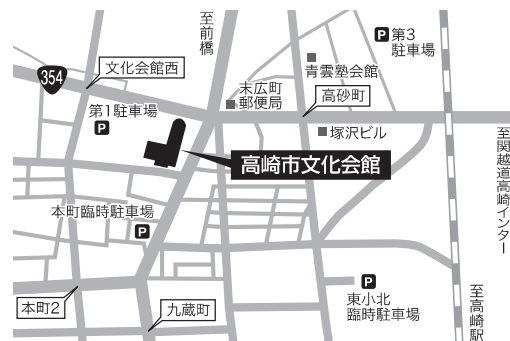 至前橋
P 第3
駐車場
文化会館西
354
青雲塾会館
末広町
郵便局
高砂町
第1駐車場
P
塚沢ビル
高崎市文化会館
至関越道高崎インター
本町臨時駐車場
P
P
東小北
臨時駐車場
本町2
九蔵町
至高崎駅